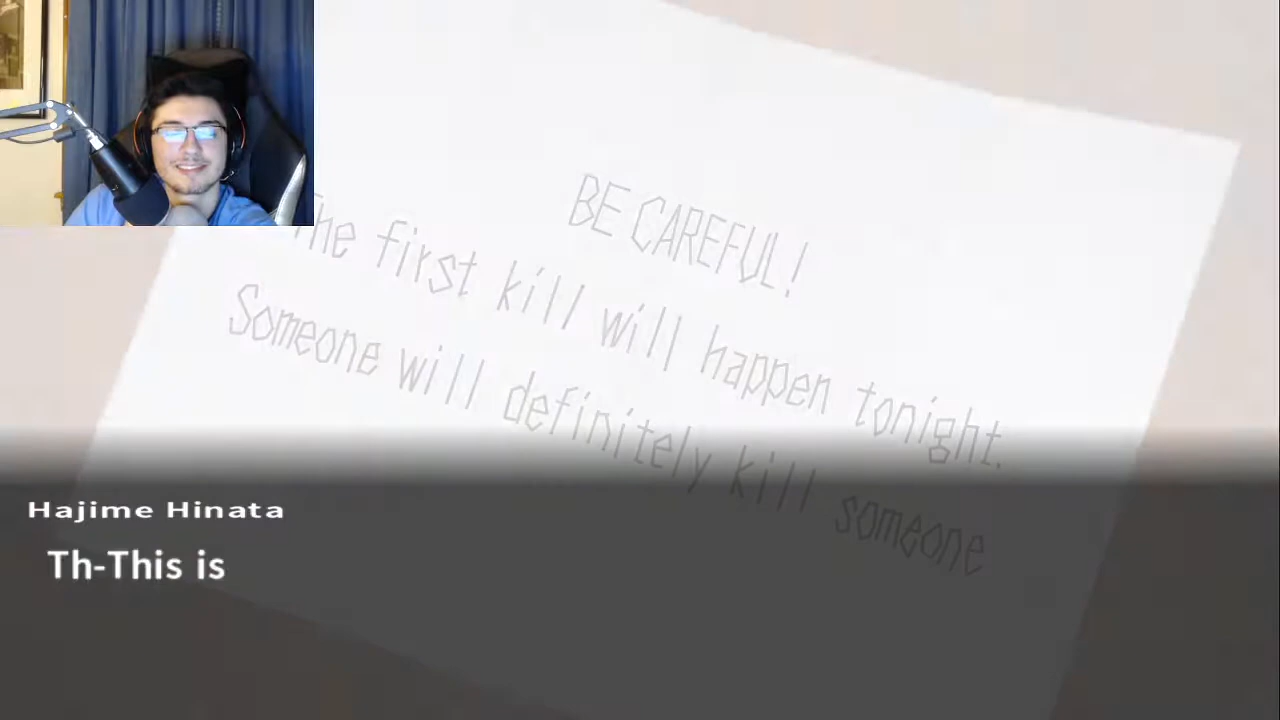 BE CAREFUL!
The first kill will happen tonight.
Someone will definitely kill someone
Hajime Hinata
Th-This is